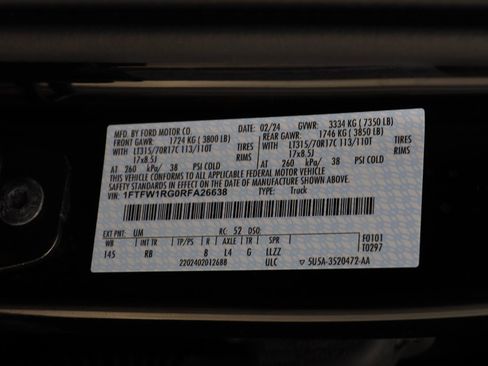 MFD. BY FORD MOTOR CO. 02/24 GVWR: 3334 KG ( 7350 LB)
FRONT GAWR: 1724 KG ( 3800 LB) REAR GAWR: 1746 KG ( 3850 LB)
WITH LT315/70R17C 113/110T TIRES WITH LT315/70R17C 113/110T TIRES
17x8.5J RIMS 17x8.5J RIMS
AT 260 kPa/ 38 PSI COLD AT 260 kPa/ 38 PSI COLD
THIS VEHICLE CONFORMS TO ALL APPLICABLE FEDERAL MOTOR VEHICLE
SAFETY STANDARDS IN EFFECT ON THE DATE OF MANUFACTURE SHOWN ABOVE.
VIN: 1FTFW1RG0RFA26638 TYPE: Truck
EXT PNT: UM RC: 52 DSO: F0101
WB INT TR TP/PS R AXLE TR SPR T0297
145 RB 8 L4 G LLZZ
2202402012688 ULC ▽ 5U5A-3520472-AA